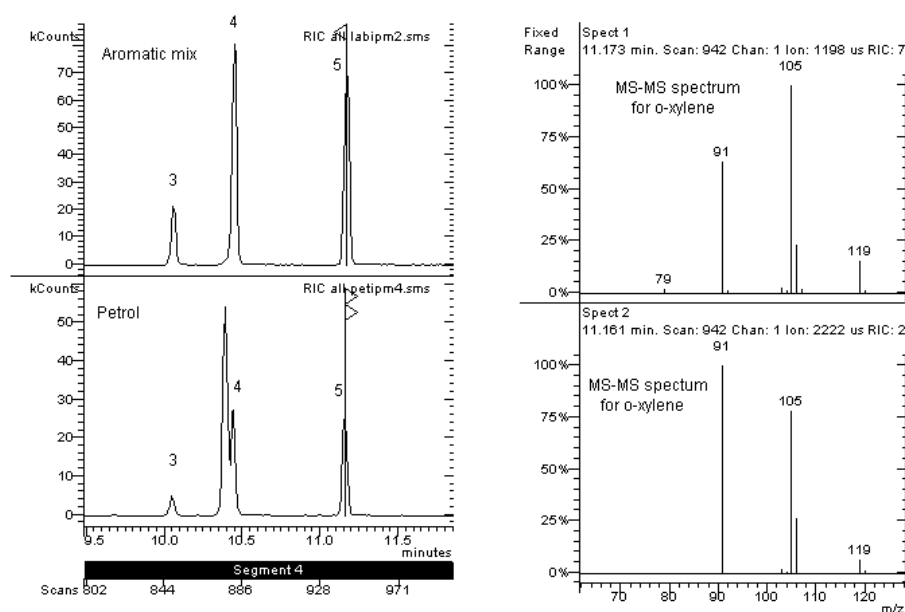 4
kCounts RIC all labipm2.sms
Aromatic mix
5
80
70
60
50
40
30
20
10
0
3
kCounts RIC all petipm4.sms
Petrol
50
40
30
20
10
0
3
4
5
9.5 10.0 10.5 11.0 11.5
minutes
Segment 4
Scans 802 844 886 928 971
Fixed
Range
Spect 1
11.173 min. Scan: 942 Chan: 1 Ion: 1198 us RIC: 7
105
100%
75%
50%
25%
0%
MS-MS spectrum
for o-xylene
91
79
119
Spect 2
11.161 min. Scan: 942 Chan: 1 Ion: 2222 us RIC: 2
91
100%
75%
50%
25%
0%
MS-MS spectum
for o-xylene
105
119
70 80 90 100 110 120
m/z